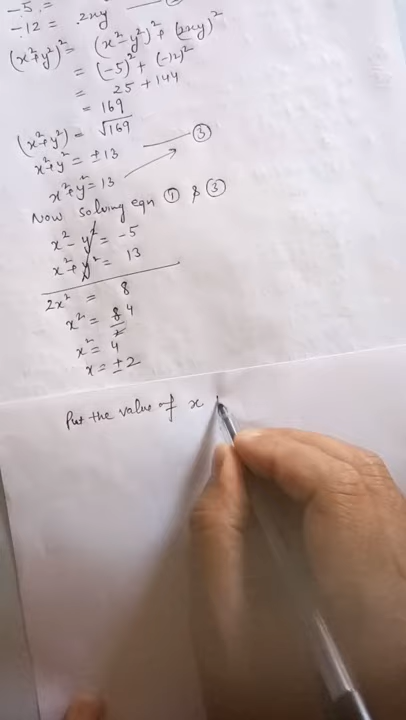 -5 =
-12 = 2xy
(x²+y²)² = (x²-y²)² + (2xy)²
= (-5)² + (-12)²
= 25 + 144
= 169
(x²+y²) = √169
x²+y² = ±13 ③
x²+y² = 13
Now solving eqn ① & ③
x² - y² = -5
x² + y² = 13
2x² = 8
x² = 8/2 4
x² = 4
x = ±2
Put the value of x